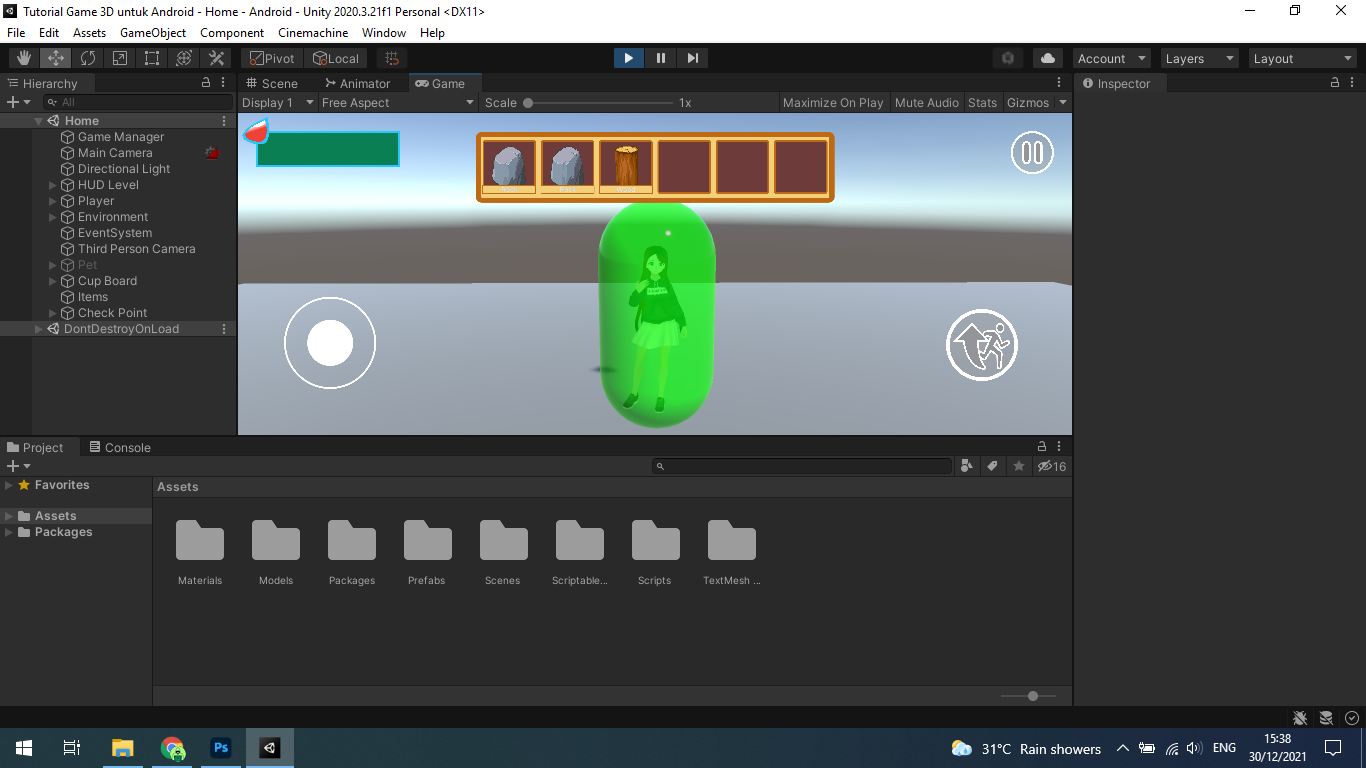 Tutorial Game 3D untuk Android - Home - Android - Unity 2020.3.21f1 Personal <DX11>
File Edit Assets GameObject Component Cinemachine Window Help
Pivot Local Account Layers Layout
Hierarchy Scene Animator Game Inspector
All Display 1 Free Aspect Scale 1x Maximize On Play Mute Audio Stats Gizmos
Home
Game Manager
Main Camera
Directional Light
HUD Level
Player
Environment
EventSystem
Third Person Camera
Pet
Cup Board
Items
Check Point
DontDestroyOnLoad
Rock Rock Wood
Project Console
16
Favorites
Assets
Packages
Assets
Materials Models Packages Prefabs Scenes Scriptable... Scripts TextMesh ...
Ps 31°C Rain showers ENG 15:38
30/12/2021